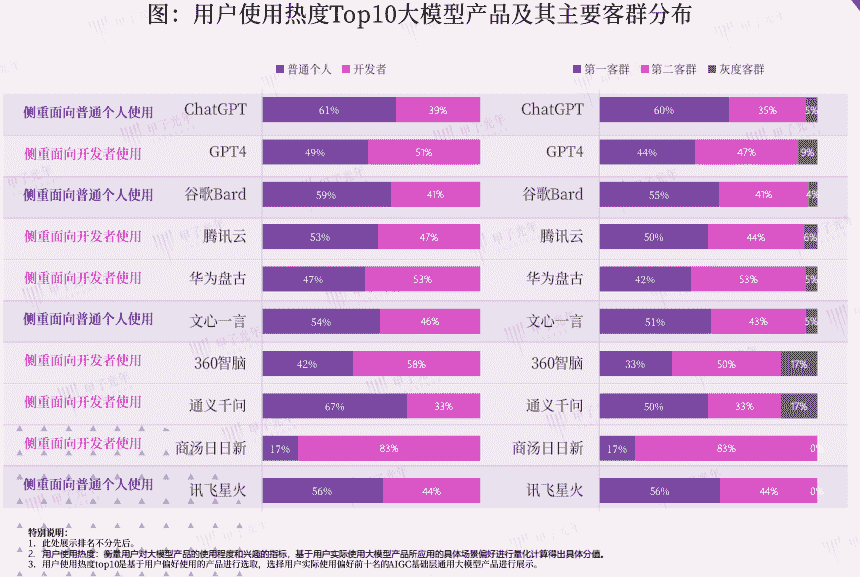 图：用户使用热度Top10大模型产品及其主要客群分布
普通个人 开发者
第一客群 第二客群 灰度客群
侧重面向普通个人使用 ChatGPT 61% 39% ChatGPT 60% 35% 5%
侧重面向开发者使用 GPT4 49% 51% GPT4 44% 47% 9%
侧重面向普通个人使用 谷歌Bard 59% 41% 谷歌Bard 55% 41% 4%
侧重面向开发者使用 腾讯云 53% 47% 腾讯云 50% 44% 6%
侧重面向开发者使用 华为盘古 47% 53% 华为盘古 42% 53% 5%
侧重面向普通个人使用 文心一言 54% 46% 文心一言 51% 43% 5%
侧重面向开发者使用 360智脑 42% 58% 360智脑 33% 50% 17%
侧重面向开发者使用 通义千问 67% 33% 通义千问 50% 33% 17%
侧重面向开发者使用 商汤日日新 17% 83% 商汤日日新 17% 83% 0%
侧重面向普通个人使用 讯飞星火 56% 44% 讯飞星火 56% 44% 0%
特别说明：
1. 此处展示排名不分先后。
2. 用户使用热度：衡量用户对大模型产品的使用程度和兴趣的指标，基于用户实际使用大模型产品所应用的具体场景偏好进行量化计算得出具体分值。
3. 用户使用热度top10是基于用户偏好使用的产品进行选取，选择用户实际使用偏好前十名的AIGC基础层通用大模型产品进行展示。
甲子光年